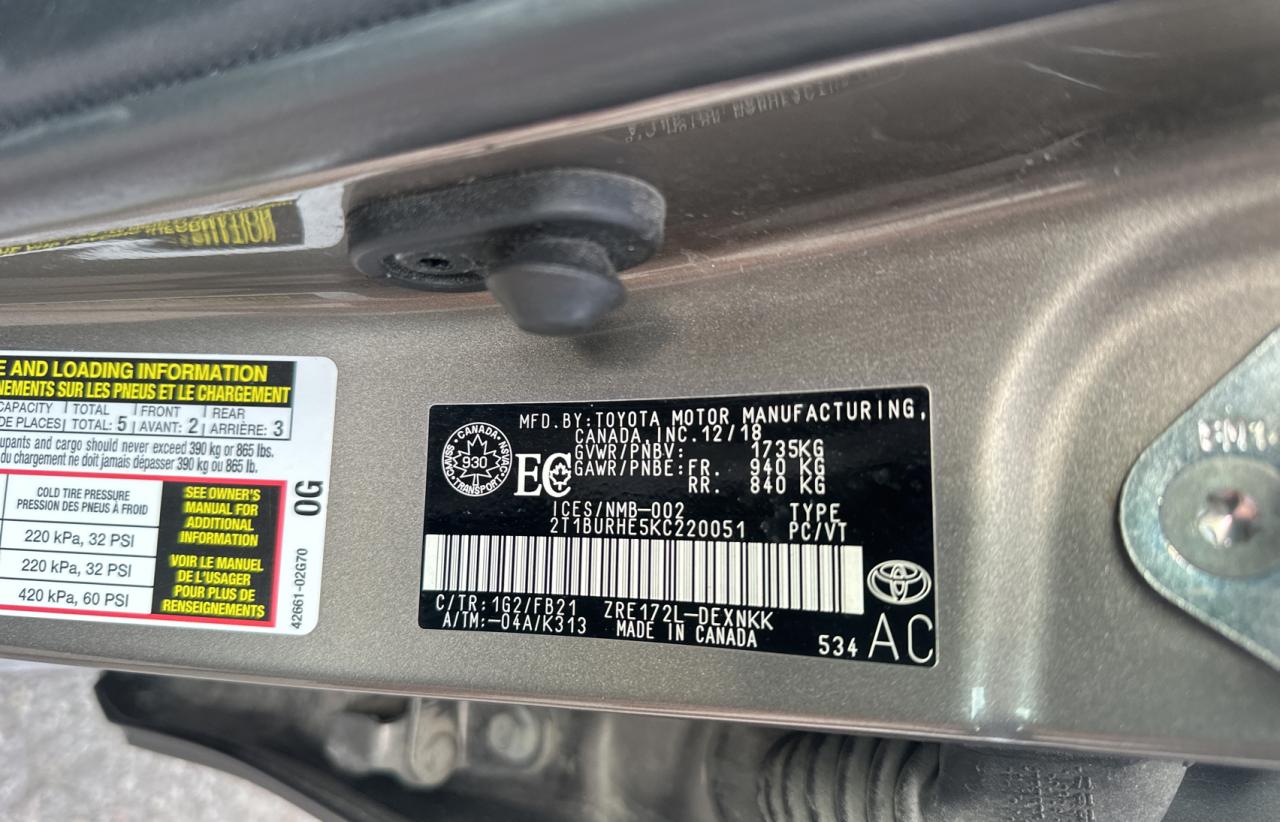 E AND LOADING INFORMATION
NEMENTS SUR LES PNEUS ET LE CHARGEMENT
CAPACITY TOTAL FRONT REAR
DE PLACES TOTAL: 5 AVANT: 2 ARRIÈRE: 3
upants and cargo should never exceed 390 kg or 865 lbs.
du chargement ne doit jamais dépasser 390 kg ou 865 lb.
COLD TIRE PRESSURE
PRESSION DES PNEUS À FROID
220 kPa, 32 PSI
220 kPa, 32 PSI
420 kPa, 60 PSI
SEE OWNER'S
MANUAL FOR
ADDITIONAL
INFORMATION
VOIR LE MANUEL
DE L'USAGER
POUR PLUS DE
RENSEIGNEMENTS
0G
42661-02G70
MFD.BY:TOYOTA MOTOR MANUFACTURING,
CANADA INC.12/18
GVWR/PNBV: 1735KG
GAWR/PNBE:FR. 940 KG
RR. 840 KG
CANADA
930
TRANSPORT
EC
ICES/NMB-002 TYPE
2T1BURHE5KC220051 PC/VT
C/TR:1G2/FB21 ZRE172L-DEXNKK
A/TM:-04A/K313 MADE IN CANADA
534 AC